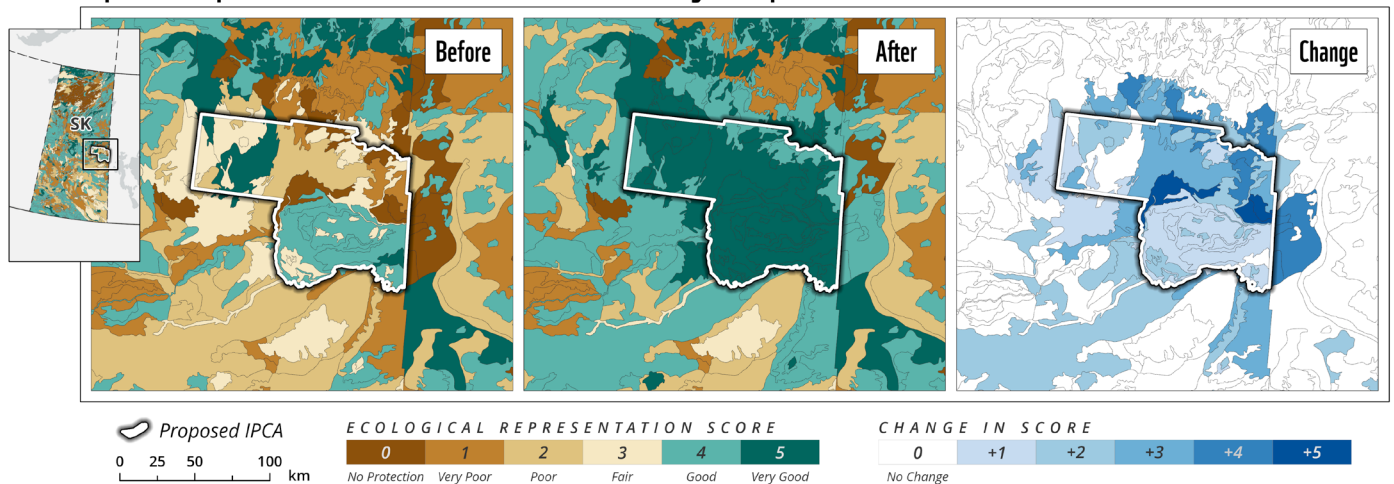 Before
After
Change
SK
Proposed IPCA
0 25 50 100 km
ECOLOGICAL REPRESENTATION SCORE
0 1 2 3 4 5
No Protection Very Poor Poor Fair Good Very Good
CHANGE IN SCORE
0 +1 +2 +3 +4 +5
No Change